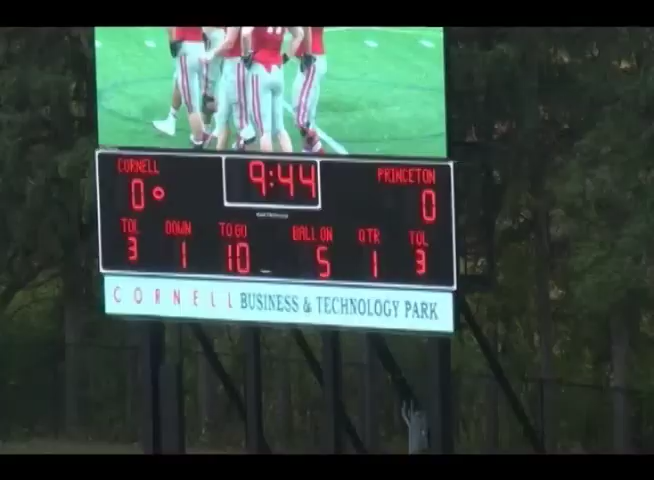 CORNELL 9:44 PRINCETON
0 0
TOL DOWN TO GO BALL ON QTR TOL
3 1 10 5 1 3
CORNELL BUSINESS & TECHNOLOGY PARK